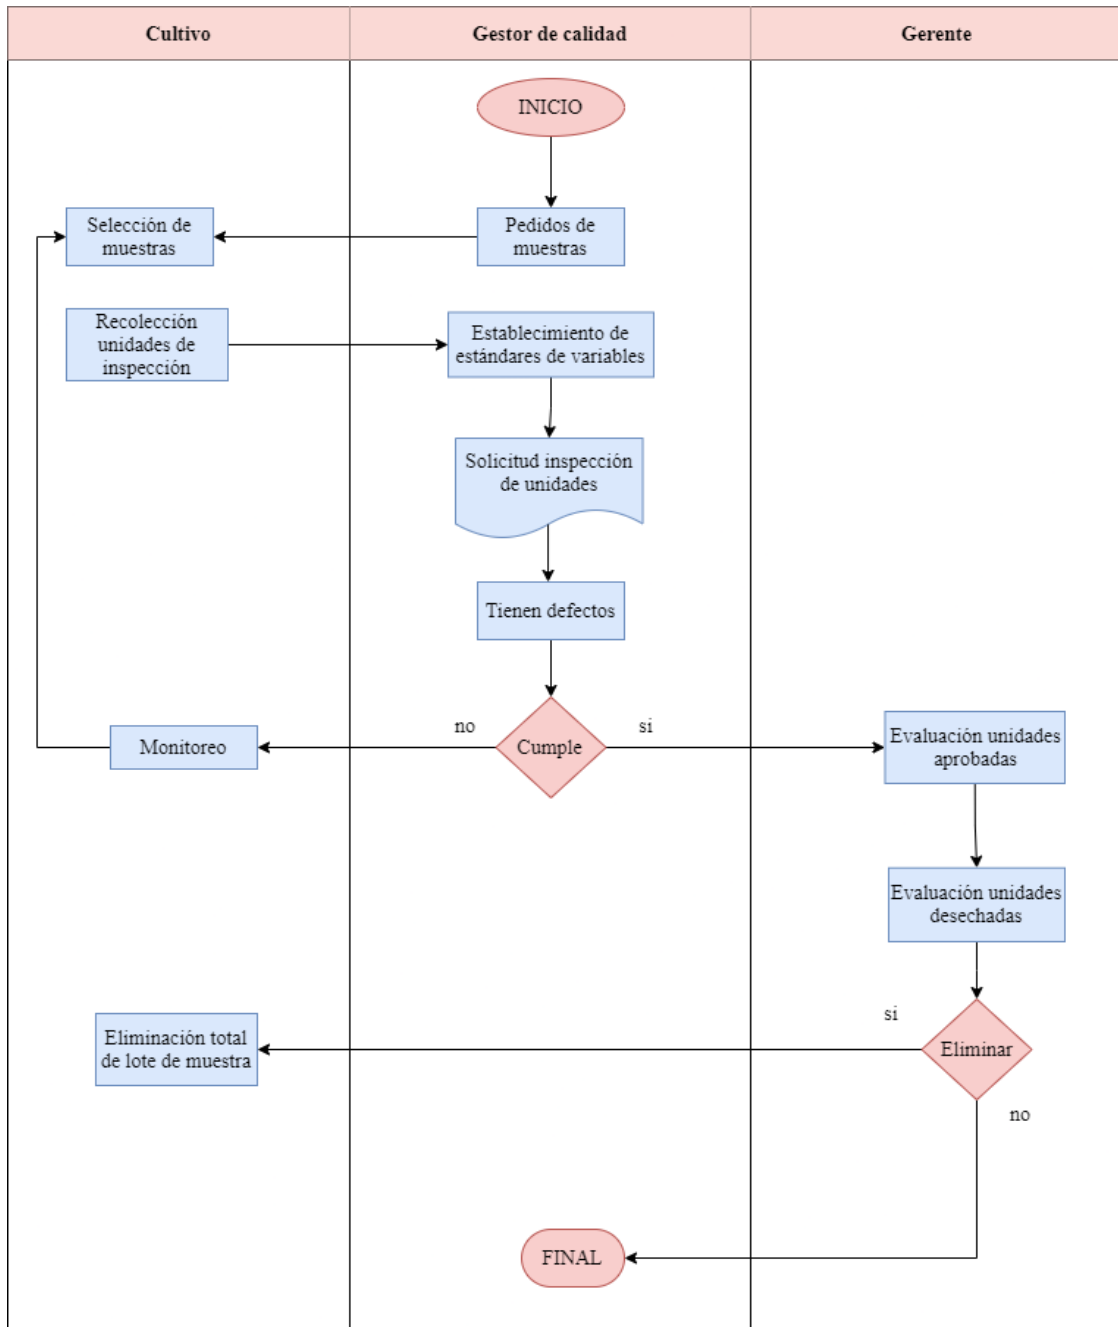 Cultivo
Gestor de calidad
Gerente
INICIO
Selección de
muestras
Pedidos de
muestras
Recolección
unidades de
inspección
Establecimiento de
estándares de variables
Solicitud inspección
de unidades
Tienen defectos
no
si
Monitoreo
Cumple
Evaluación unidades
aprobadas
Evaluación unidades
desechadas
si
Eliminación total
de lote de muestra
Eliminar
no
FINAL